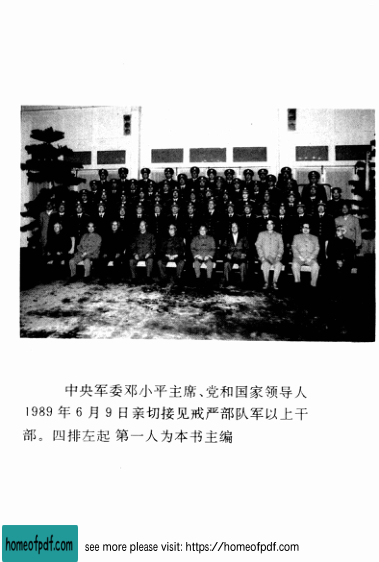 中央军委邓小平主席、党和国家领导人
1989年6月9日亲切接见戒严部队军以上干
部。四排左起 第一人为本书主编
homeofpdf.com
see more please visit: https://homeofpdf.com